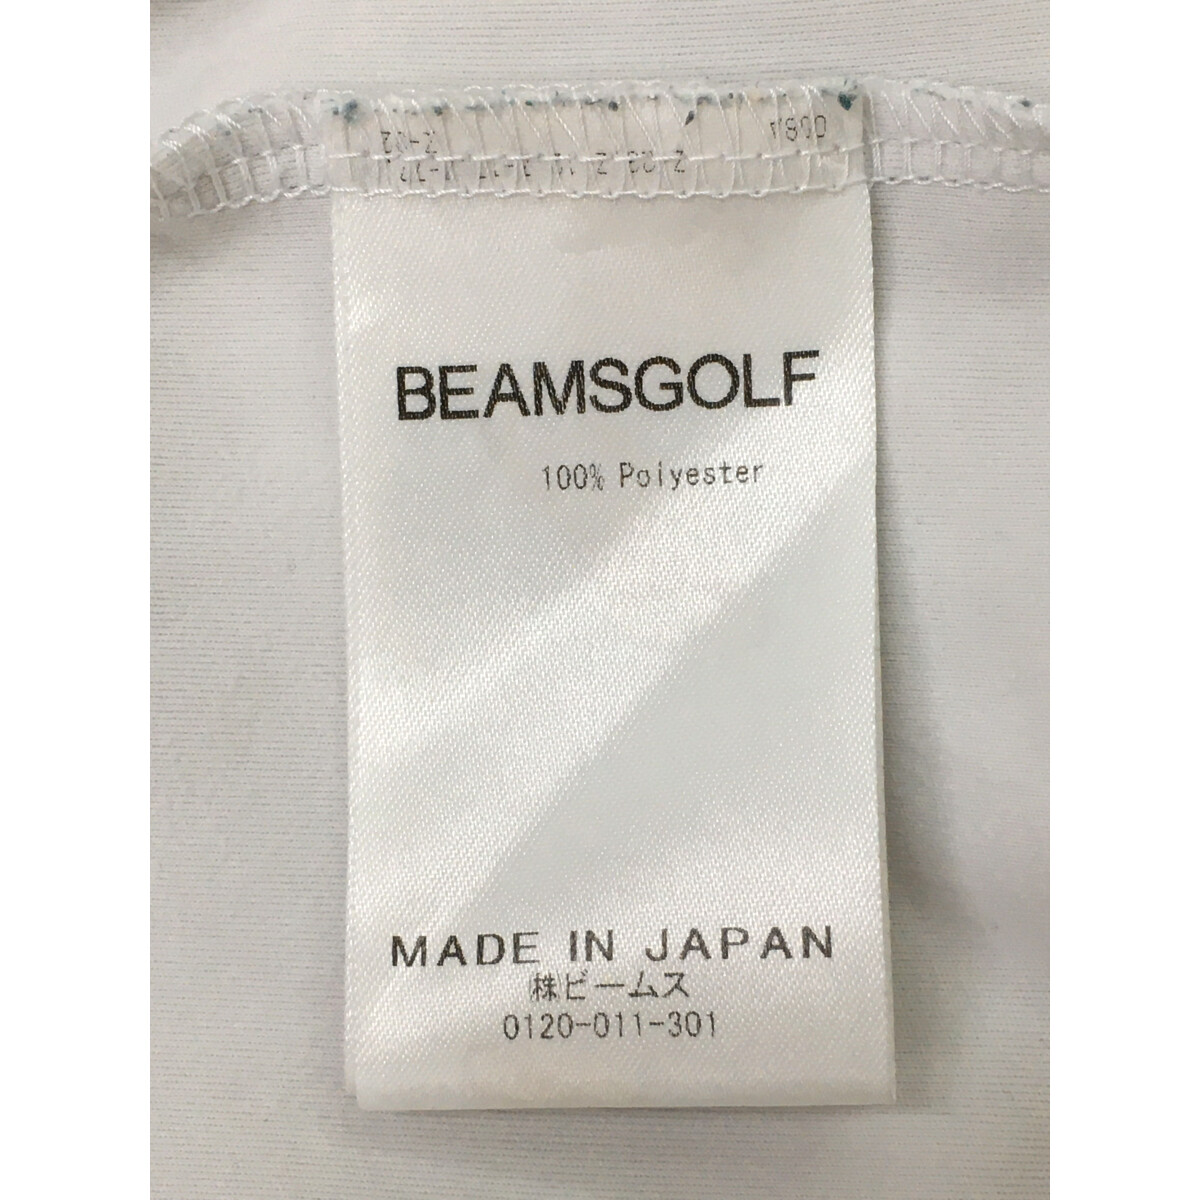 BEAMSGOLF
100% Polyester
MADE IN JAPAN
㈱ビームス
0120-011-301